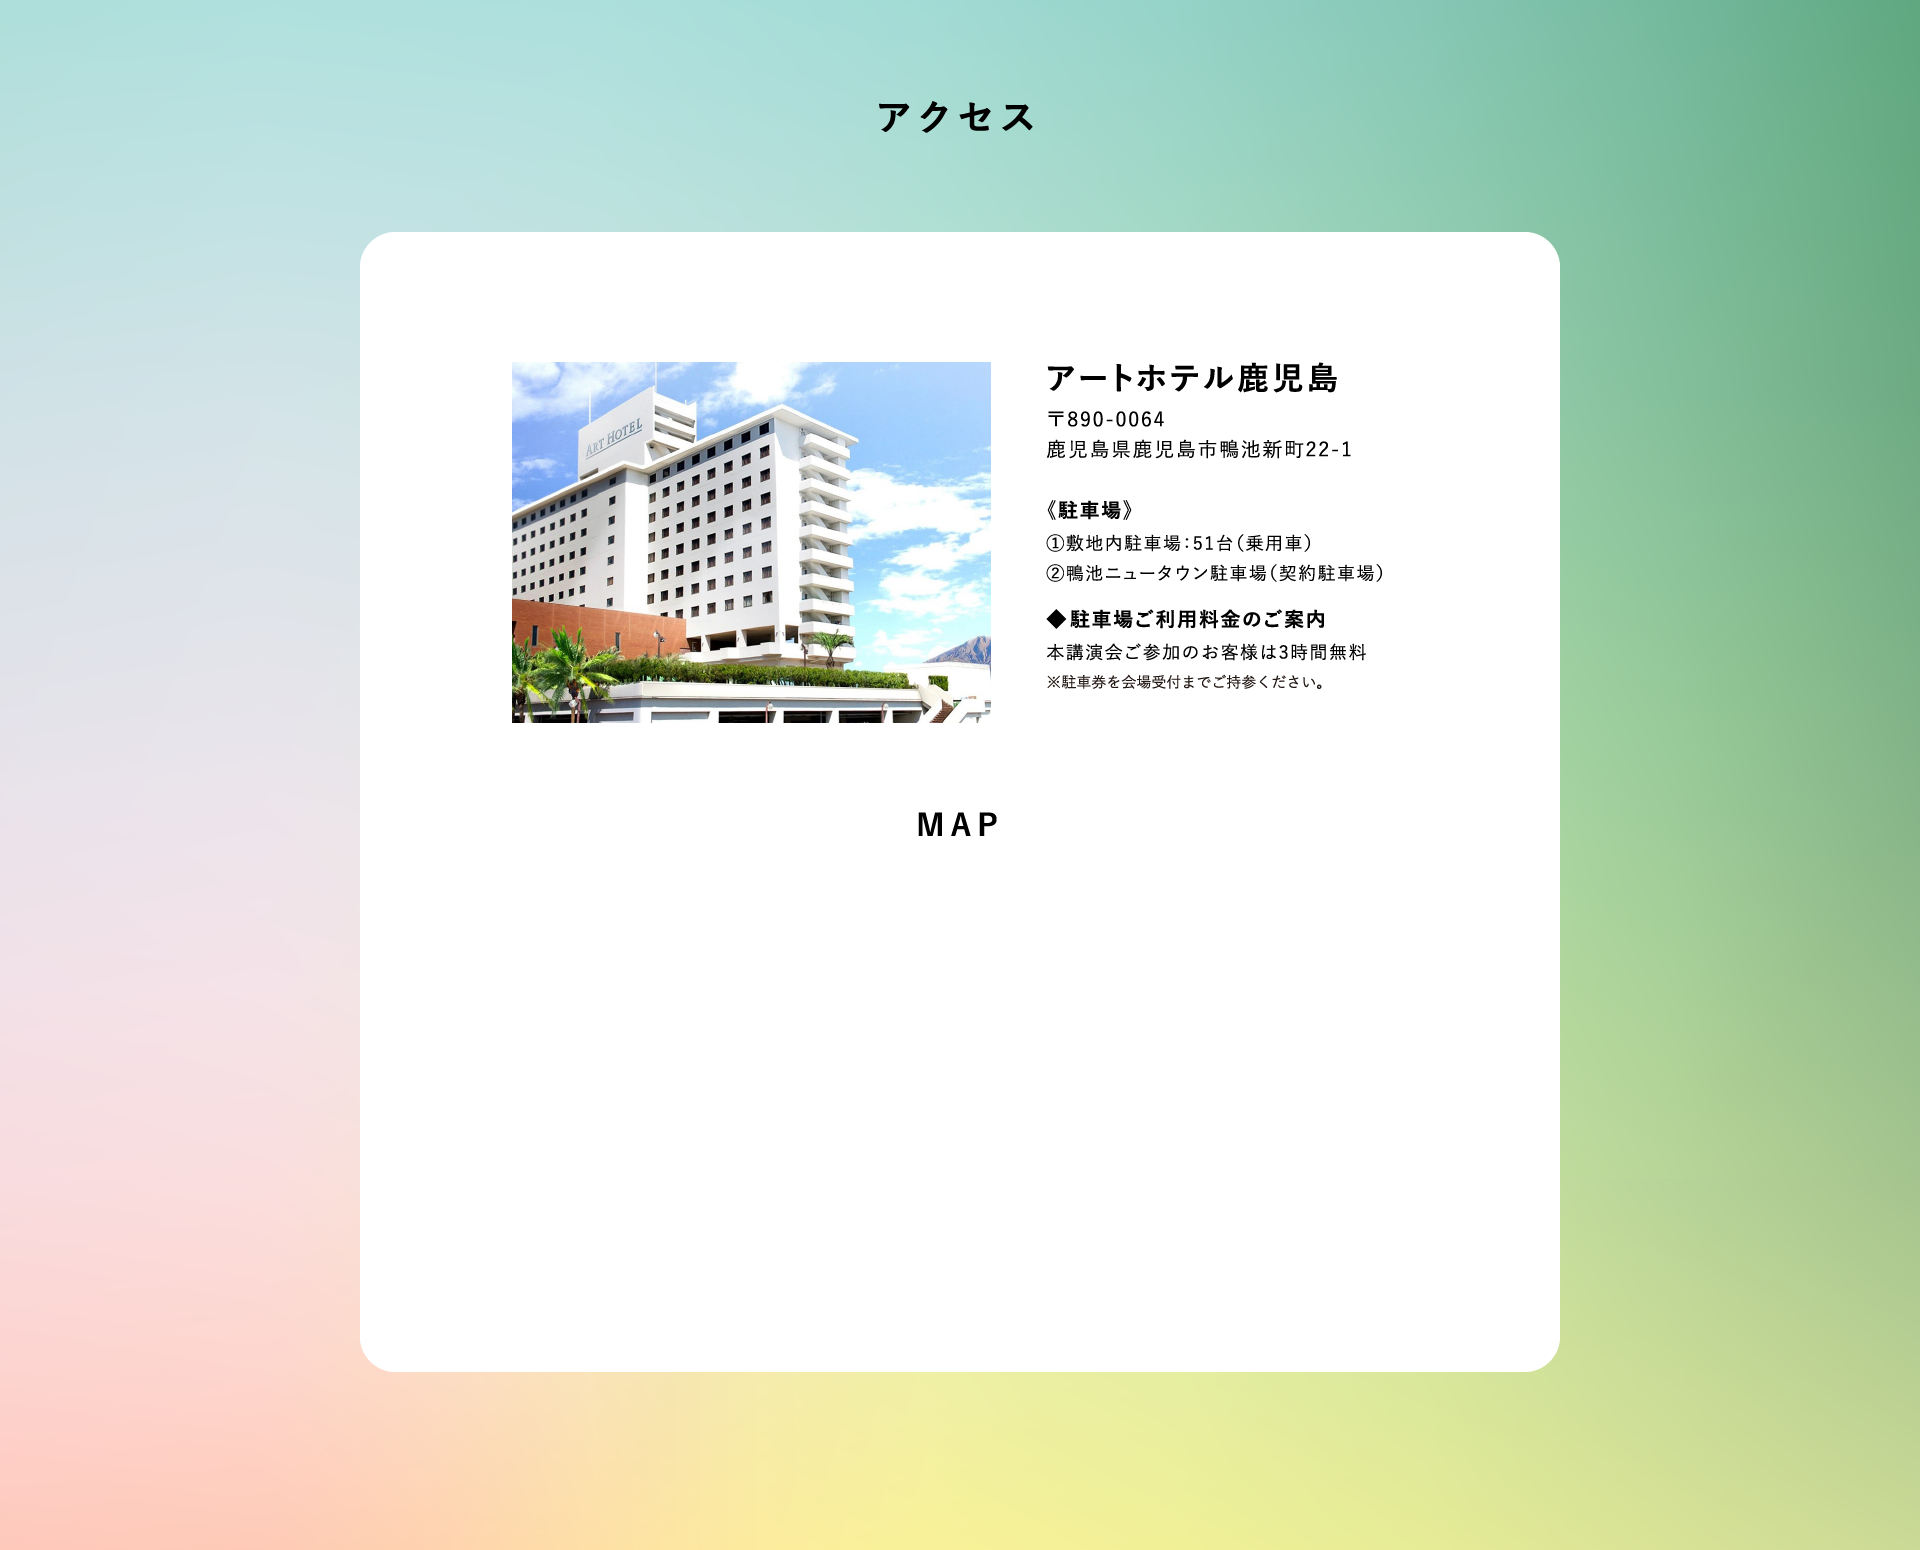 アクセス
ART HOTEL
アートホテル鹿児島
〒890-0064
鹿児島県鹿児島市鴨池新町22-1
《駐車場》
①敷地内駐車場：51台（乗用車）
②鴨池ニュータウン駐車場（契約駐車場）
◆駐車場ご利用料金のご案内
本講演会ご参加のお客様は3時間無料
※駐車券を会場受付までご持参ください。
MAP